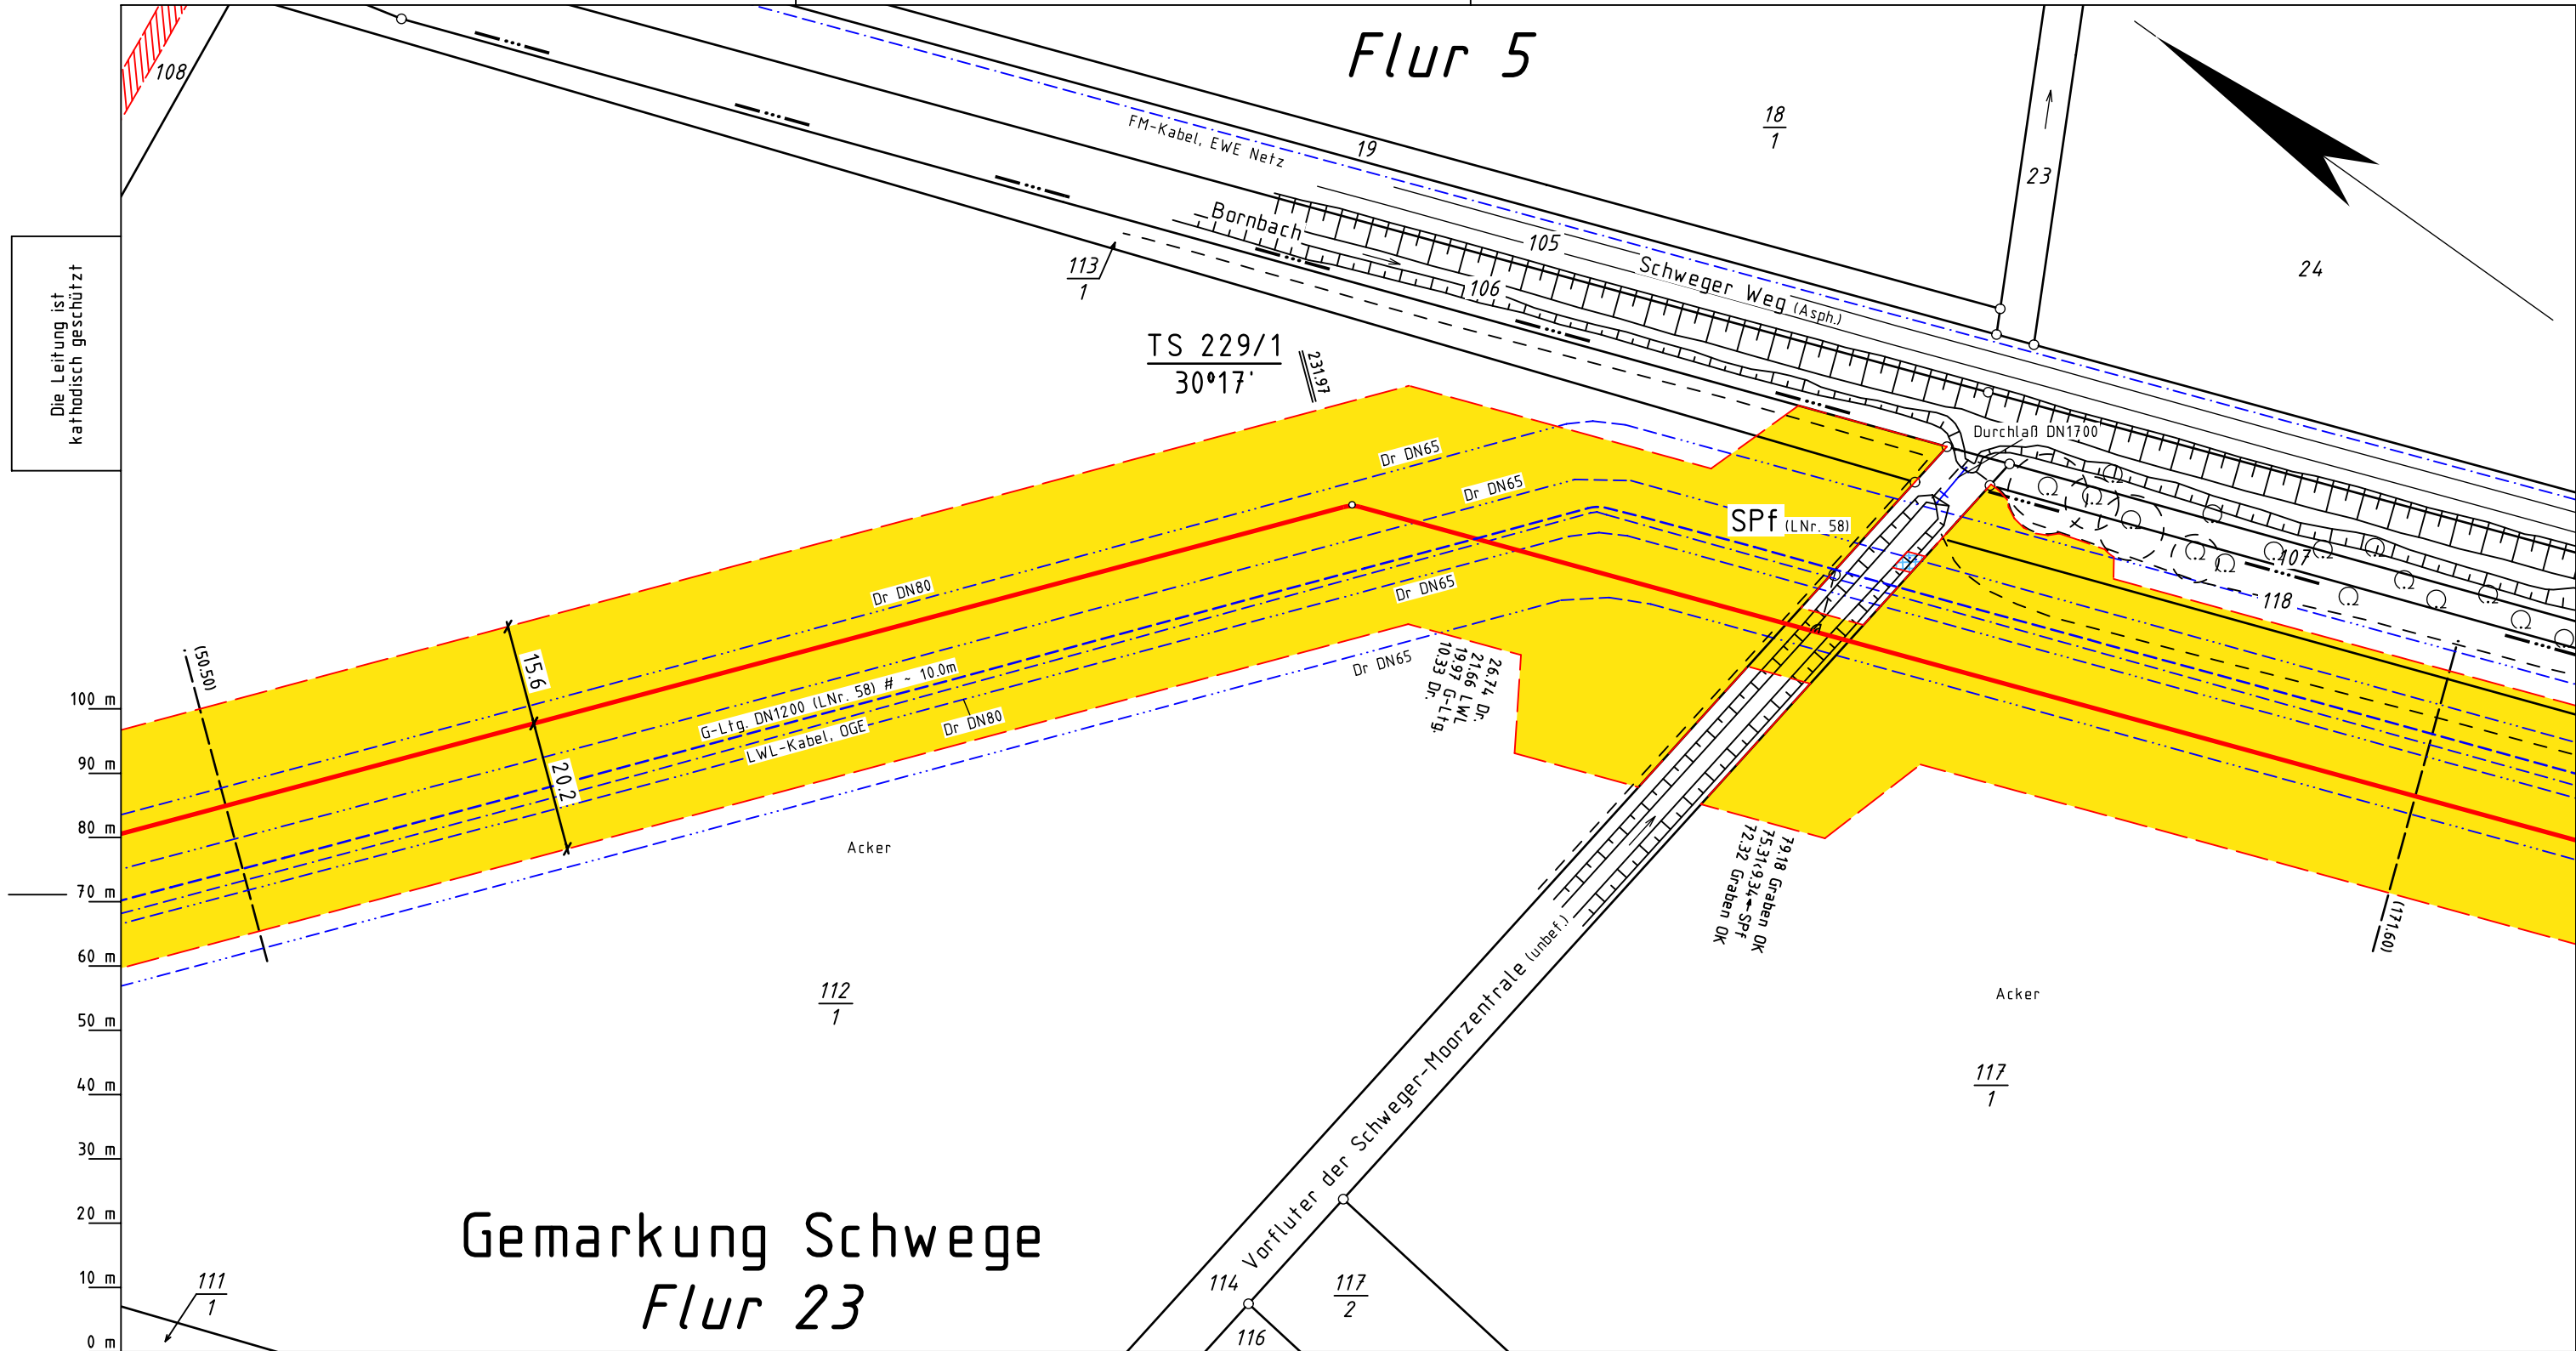 Flur 5
108
18
1
FM-Kabel, EWE Netz
19
23
Bornbach
105
Schweger Weg (Asph.)
24
113
1
106
Die Leitung ist
kathodisch geschützt
TS 229/1
30°17'
231.97
Durchlaß DN1700
Dr DN65
Dr DN65
SPf (LNr. 58)
107
118
Dr DN80
Dr DN65
Dr DN65
(50.50)
15.6
20.2
G-Ltg. DN1200 (LNr. 58) # ~ 10.0m
LWL-Kabel, OGE
Dr DN80
26.74 Dr.
21.66 LWL
19.97 G-Ltg.
10.33 Dr.
100 m
90 m
80 m
70 m
60 m
50 m
40 m
30 m
20 m
10 m
0 m
Acker
79.18 Graben OK
75.31(9.34 SPf
72.32 Graben OK
(171.60)
112
1
Acker
Vorfluter der Schweger-Moorzentrale (unbef.)
117
1
Gemarkung Schwege
Flur 23
111
1
114
117
2
116